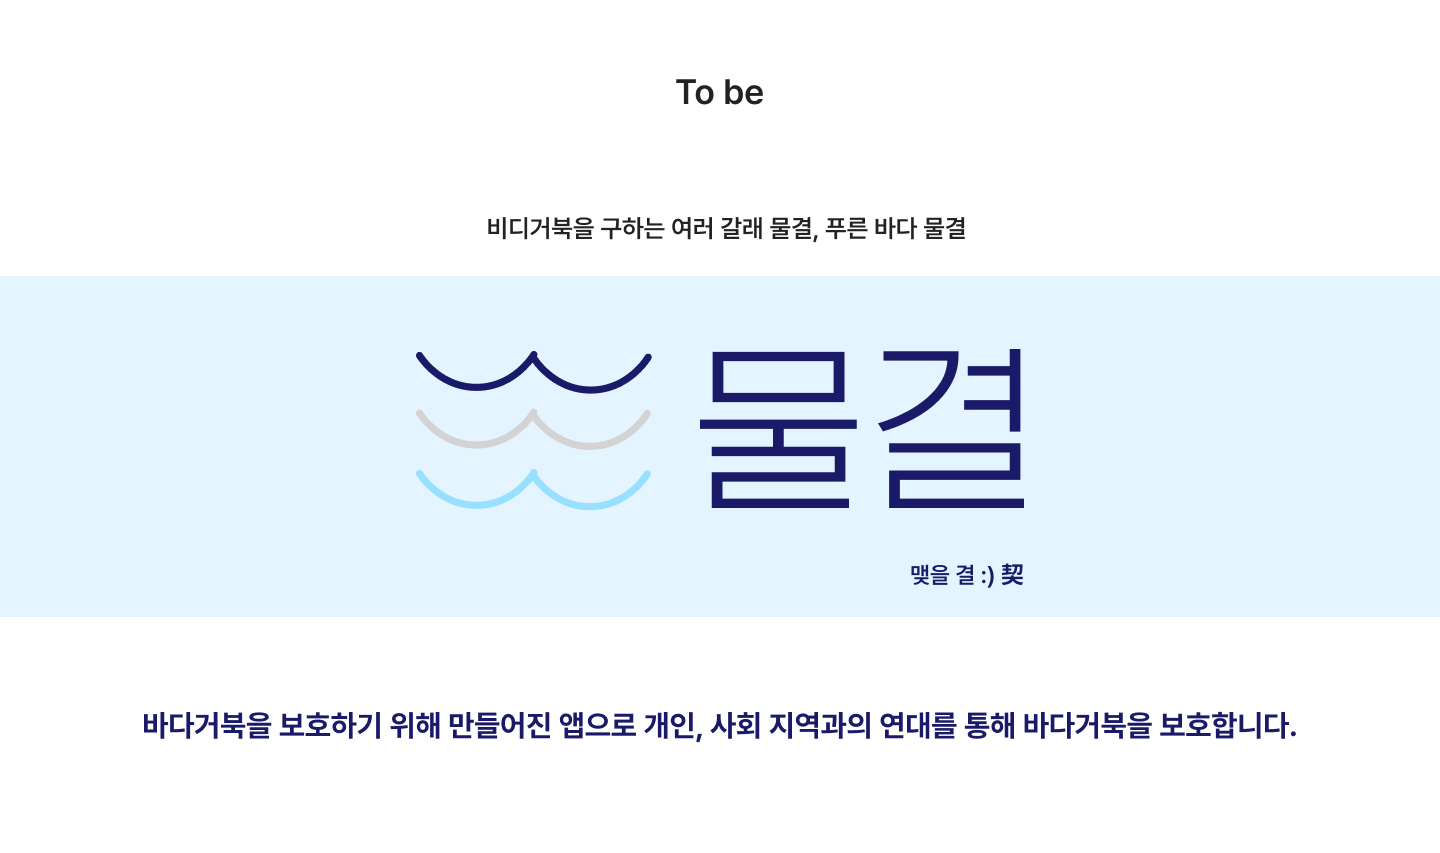 To be
비디거북을 구하는 여러 갈래 물결, 푸른 바다 물결
물결
맺을 결 :) 契
바다거북을 보호하기 위해 만들어진 앱으로 개인, 사회 지역과의 연대를 통해 바다거북을 보호합니다.